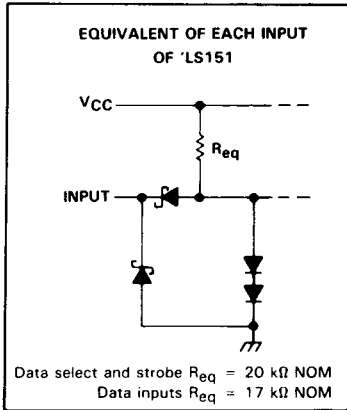 EQUIVALENT OF EACH INPUT
OF 'LS151
VCC
Req
INPUT
Data select and strobe Req = 20 kΩ NOM
Data inputs Req = 17 kΩ NOM